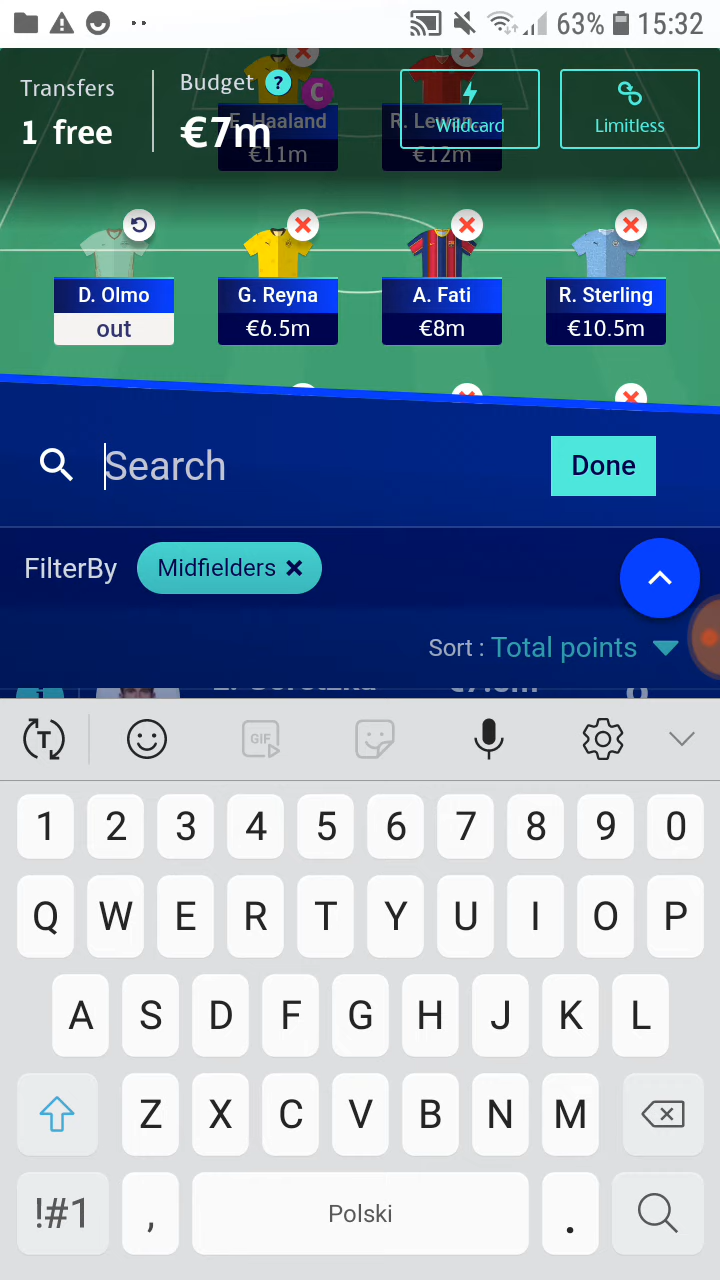 63% 15:32
Transfers
1 free
Budget ?
€7m
Wildcard
Limitless
E. Haaland
C
€11m
€12m
D. Olmo
out
G. Reyna
€6.5m
A. Fati
€8m
R. Sterling
€10.5m
Search
Done
FilterBy
Midfielders
Sort : Total points
T
GIF
1 2 3 4 5 6 7 8 9 0
Q W E R T Y U I O P
A S D F G H J K L
Z X C V B N M
!#1 , Polski .